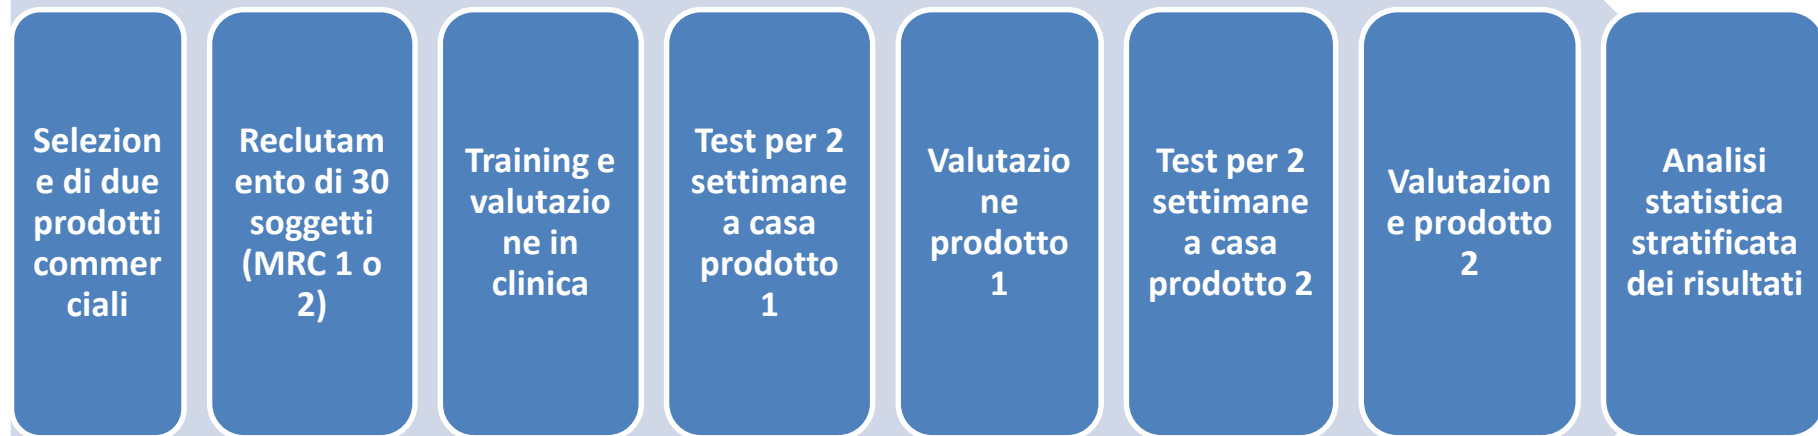 Selezion
e di due
prodotti
commer
ciali
Reclutam
ento di 30
soggetti
(MRC 1 o
2)
Training e
valutazio
ne in
clinica
Test per 2
settimane
a casa
prodotto
1
Valutazio
ne
prodotto
1
Test per 2
settimane
a casa
prodotto 2
Valutazion
e prodotto
2
Analisi
statistica
stratificata
dei risultati